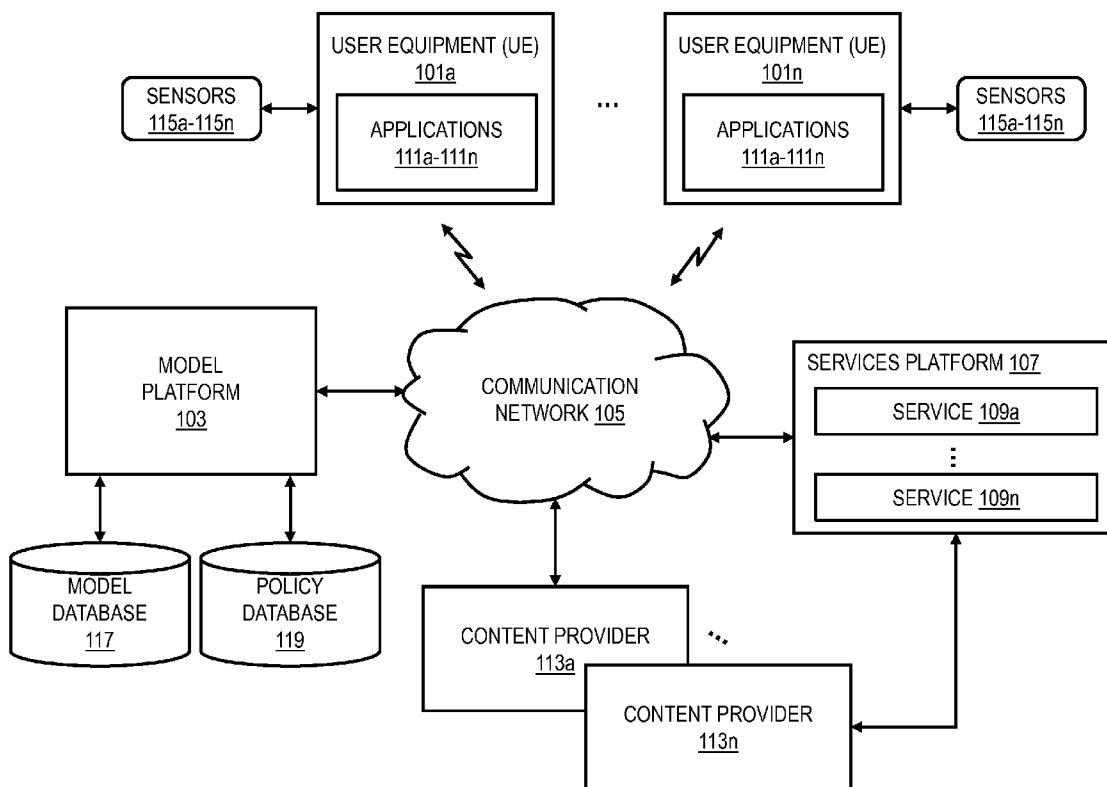 USER EQUIPMENT (UE)
101a
APPLICATIONS
111a-111n
SENSORS
115a-115n
...
USER EQUIPMENT (UE)
101n
APPLICATIONS
111a-111n
SENSORS
115a-115n
MODEL
PLATFORM
103
COMMUNICATION
NETWORK 105
SERVICES PLATFORM 107
SERVICE 109a
...
SERVICE 109n
MODEL
DATABASE
117
POLICY
DATABASE
119
CONTENT PROVIDER
113a
...
CONTENT PROVIDER
113n